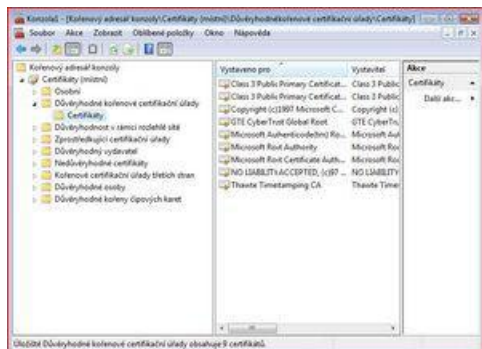 Konzola1 - [Kořenový adresář konzoly\Certifikáty (místní)\Důvěryhodné kořenové certifikační úřady\Certifikáty]
Soubor Akce Zobrazit Oblíbené položky Okno Nápověda
Kořenový adresář konzoly
Certifikáty (místní)
Osobní
Důvěryhodné kořenové certifikační úřady
Certifikáty
Důvěryhodnost v rámci rozlehlé sítě
Zprostředkující certifikační úřady
Důvěryhodný vydavatel
Nedůvěryhodné certifikáty
Kořenové certifikační úřady třetích stran
Důvěryhodné osoby
Důvěryhodné kořeny čipových karet
Vystaveno pro Vystavitel
Class 3 Public Primary Certificat... Class 3 Public
Class 3 Public Primary Certificat... Class 3 Public
Copyright (c) 1997 Microsoft C... Copyright (c)
GTE CyberTrust Global Root GTE CyberTru
Microsoft Authenticode(tm) Ro... Microsoft Aut
Microsoft Root Authority Microsoft Roo
Microsoft Root Certificate Auth... Microsoft Roo
NO LIABILITY ACCEPTED, (c)97 ... NO LIABILITY
Thawte Timestamping CA Thawte Times
Akce
Certifikáty
Další akc...
Úložiště Důvěryhodné kořenové certifikační úřady obsahuje 9 certifikátů.